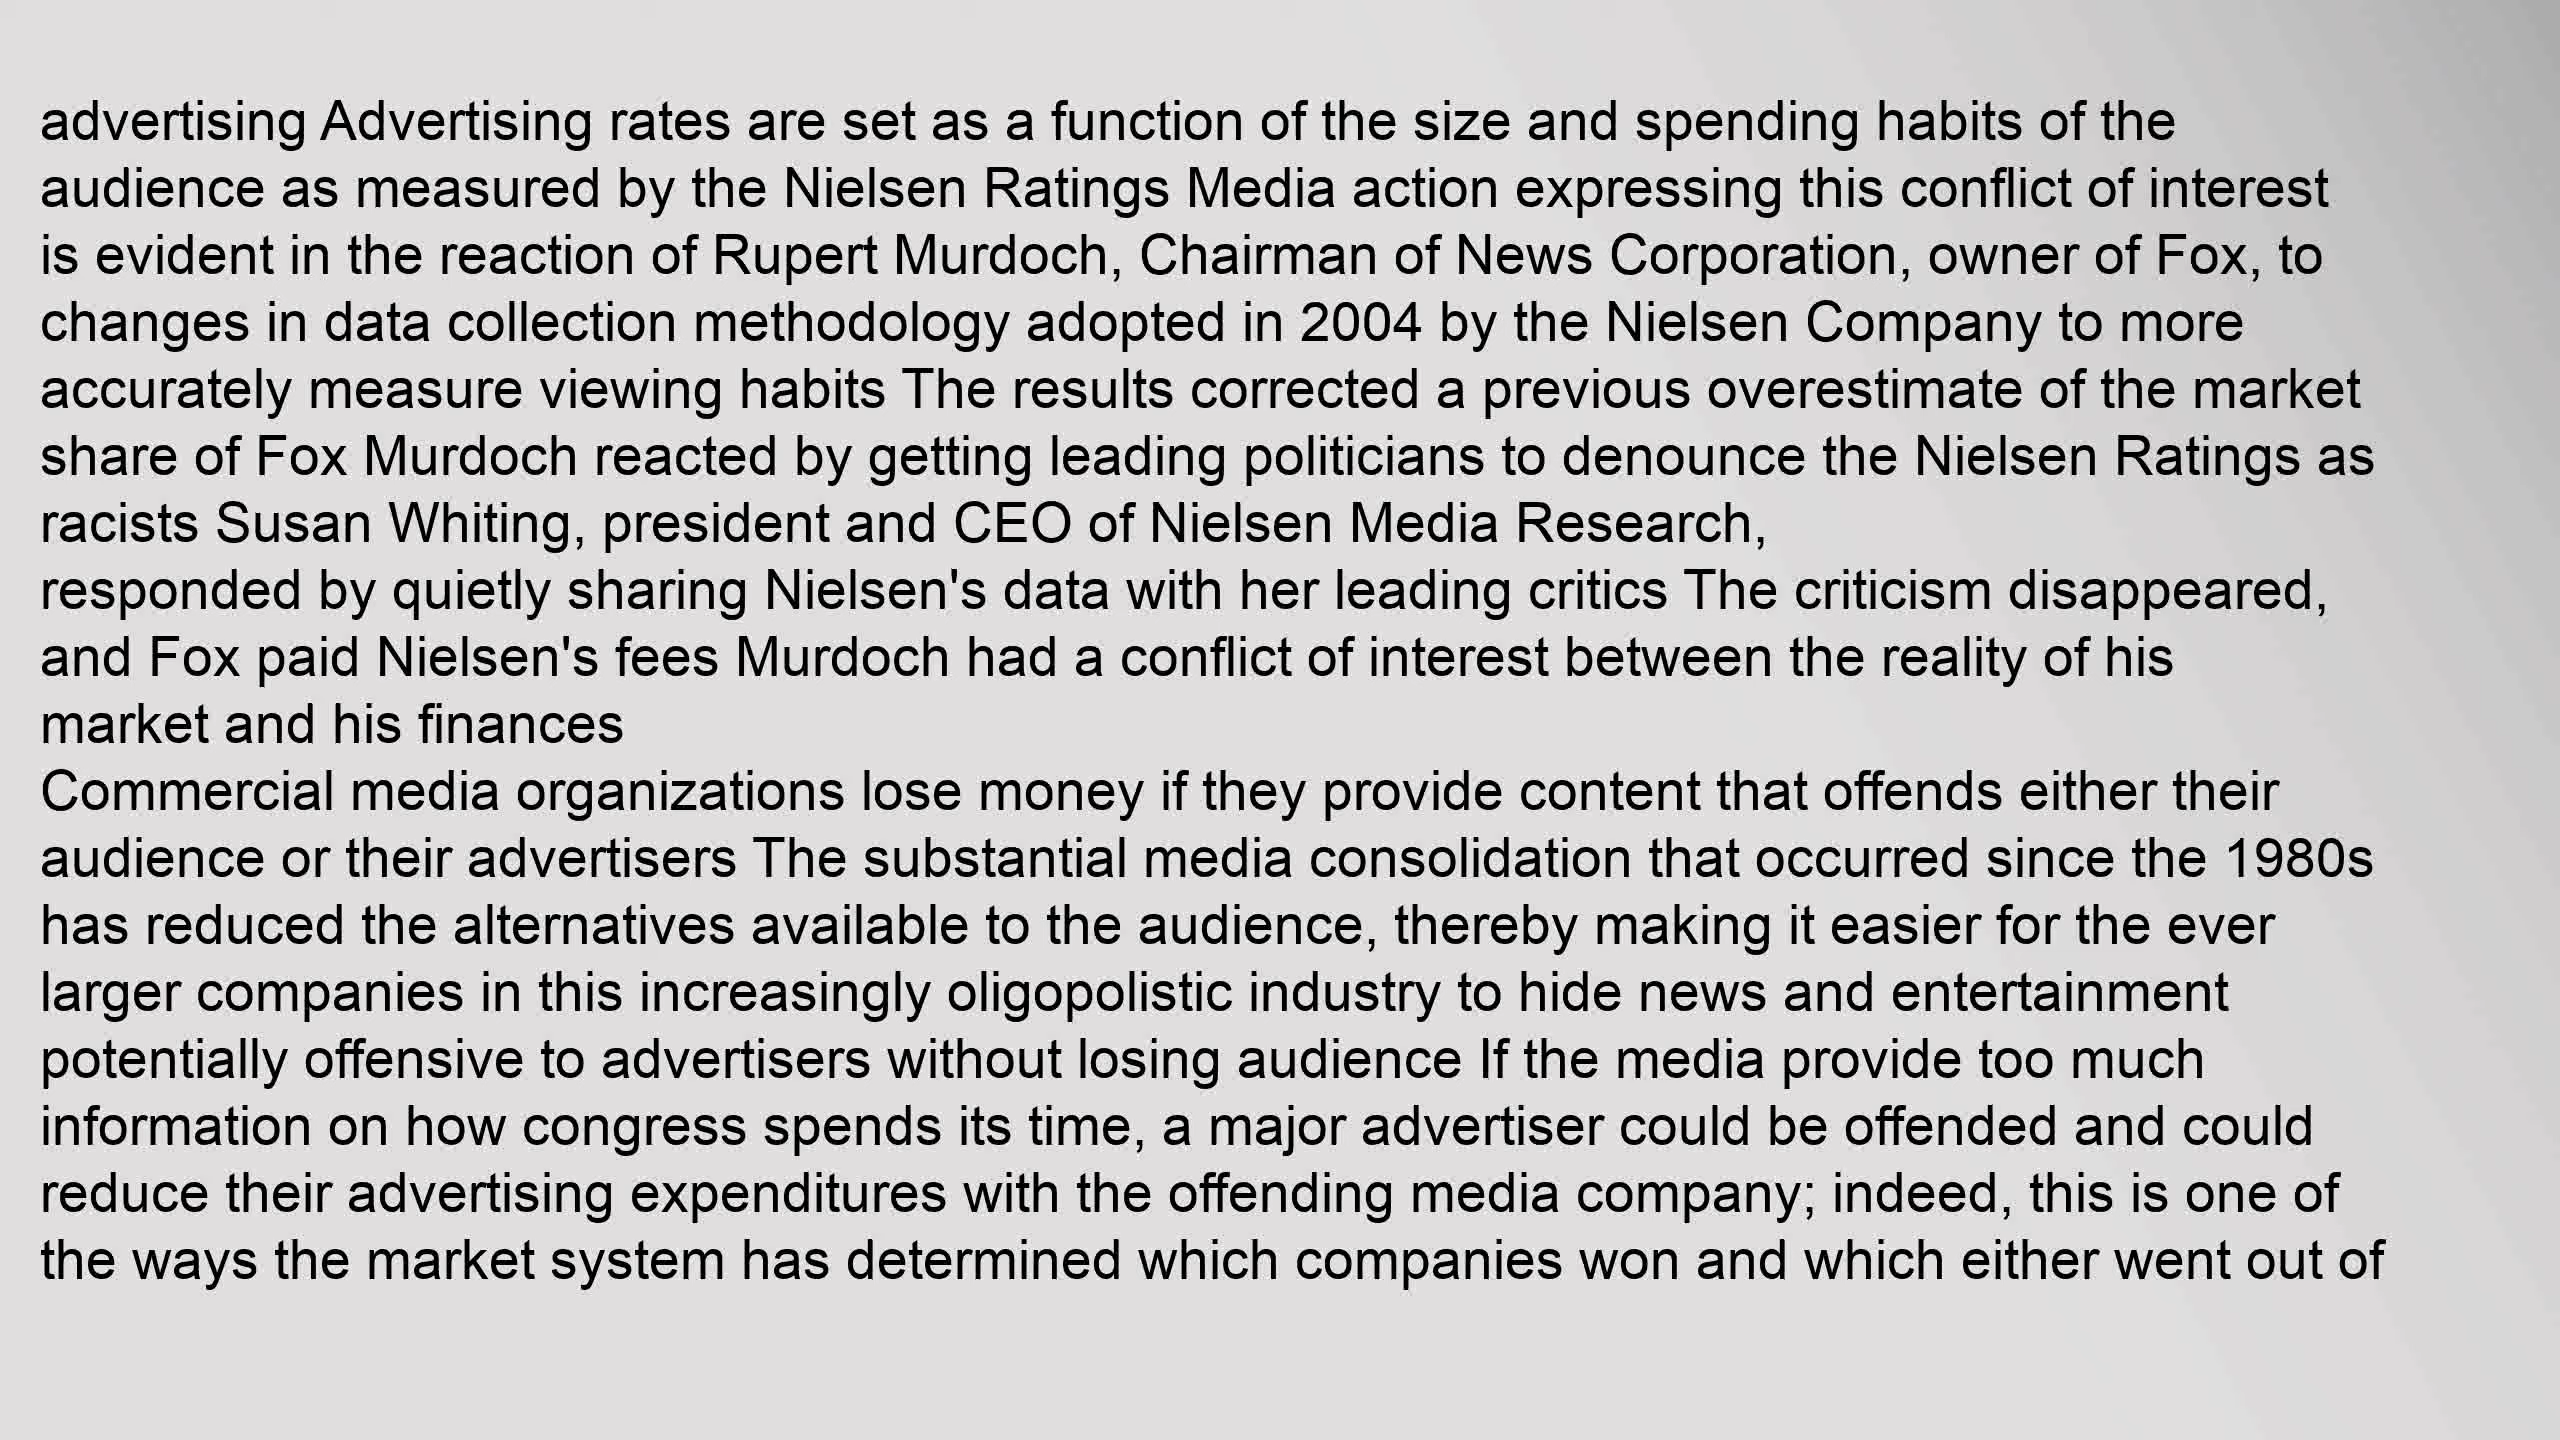 advertising Advertising rates are set as a function of the size and spending habits of the
audience as measured by the Nielsen Ratings Media action expressing this conflict of interest
is evident in the reaction of Rupert Murdoch, Chairman of News Corporation, owner of Fox, to
changes in data collection methodology adopted in 2004 by the Nielsen Company to more
accurately measure viewing habits The results corrected a previous overestimate of the market
share of Fox Murdoch reacted by getting leading politicians to denounce the Nielsen Ratings as
racists Susan Whiting, president and CEO of Nielsen Media Research,
responded by quietly sharing Nielsen's data with her leading critics The criticism disappeared,
and Fox paid Nielsen's fees Murdoch had a conflict of interest between the reality of his
market and his finances
Commercial media organizations lose money if they provide content that offends either their
audience or their advertisers The substantial media consolidation that occurred since the 1980s
has reduced the alternatives available to the audience, thereby making it easier for the ever
larger companies in this increasingly oligopolistic industry to hide news and entertainment
potentially offensive to advertisers without losing audience If the media provide too much
information on how congress spends its time, a major advertiser could be offended and could
reduce their advertising expenditures with the offending media company; indeed, this is one of
the ways the market system has determined which companies won and which either went out of